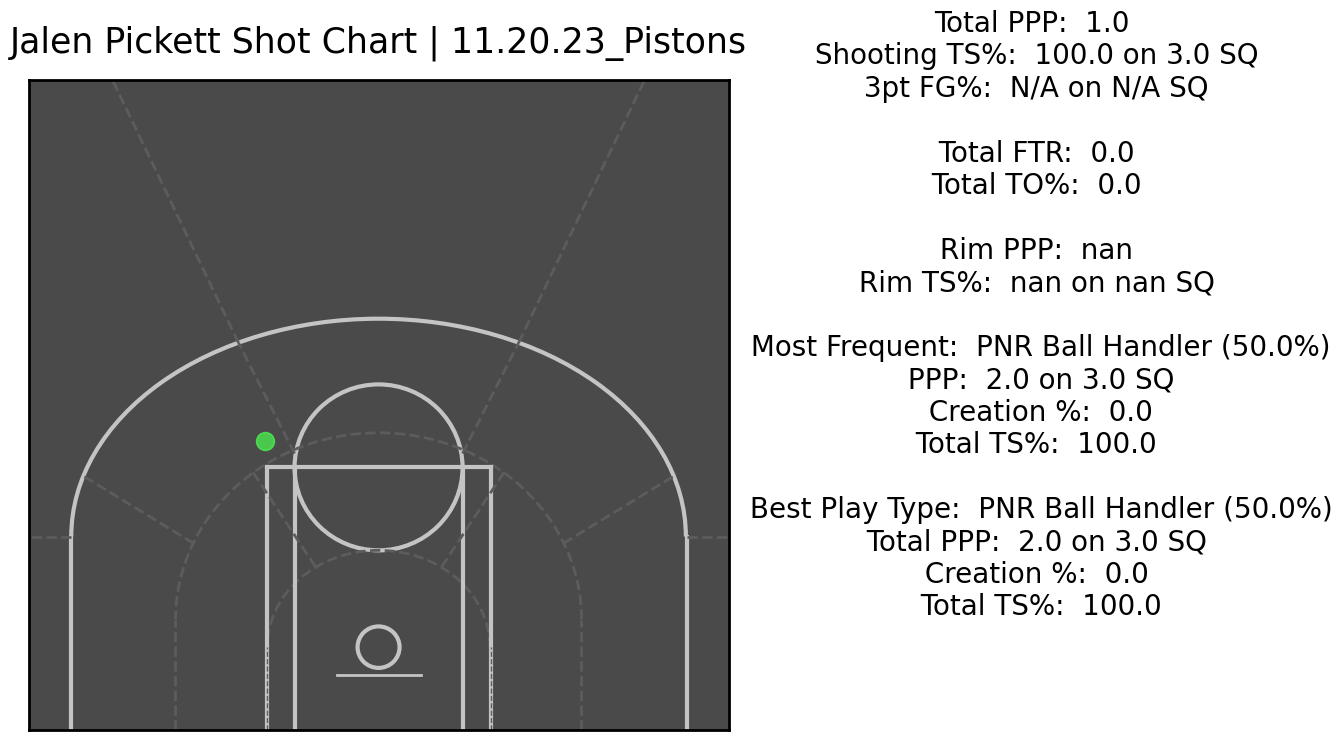 Jalen Pickett Shot Chart | 11.20.23_Pistons
Total PPP: 1.0
Shooting TS%: 100.0 on 3.0 SQ
3pt FG%: N/A on N/A SQ
Total FTR: 0.0
Total TO%: 0.0
Rim PPP: nan
Rim TS%: nan on nan SQ
Most Frequent: PNR Ball Handler (50.0%)
PPP: 2.0 on 3.0 SQ
Creation %: 0.0
Total TS%: 100.0
Best Play Type: PNR Ball Handler (50.0%)
Total PPP: 2.0 on 3.0 SQ
Creation %: 0.0
Total TS%: 100.0